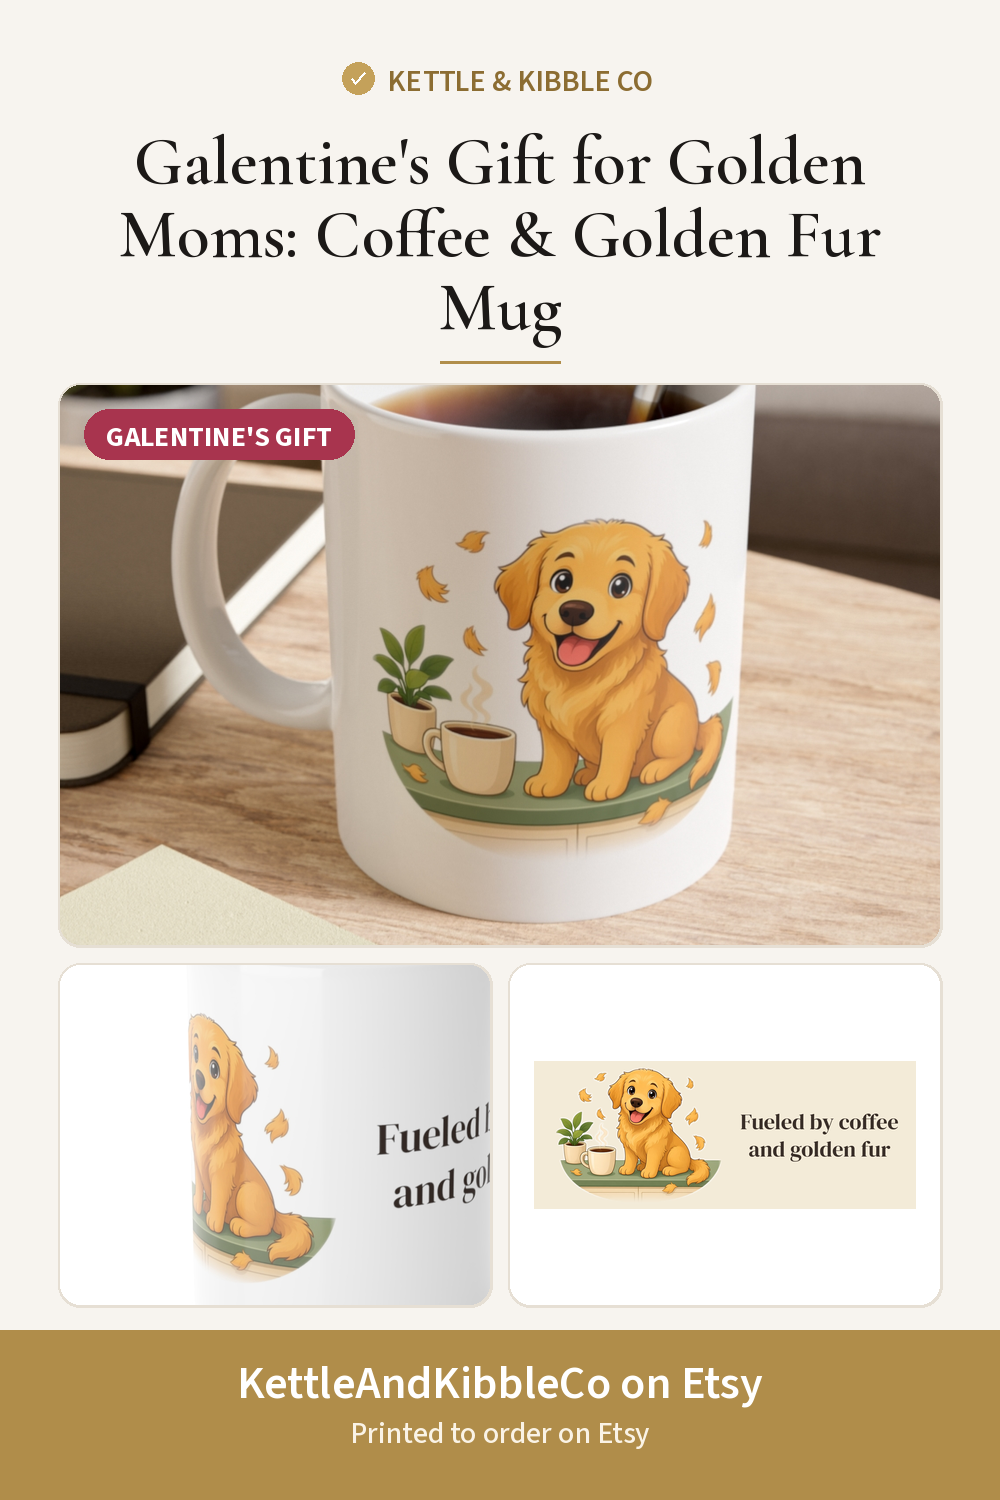 KETTLE & KIBBLE CO
Galentine's Gift for Golden
Moms: Coffee & Golden Fur
Mug
GALENTINE'S GIFT
Fueled
and gol
Fueled by coffee
and golden fur
KettleAndKibbleCo on Etsy
Printed to order on Etsy